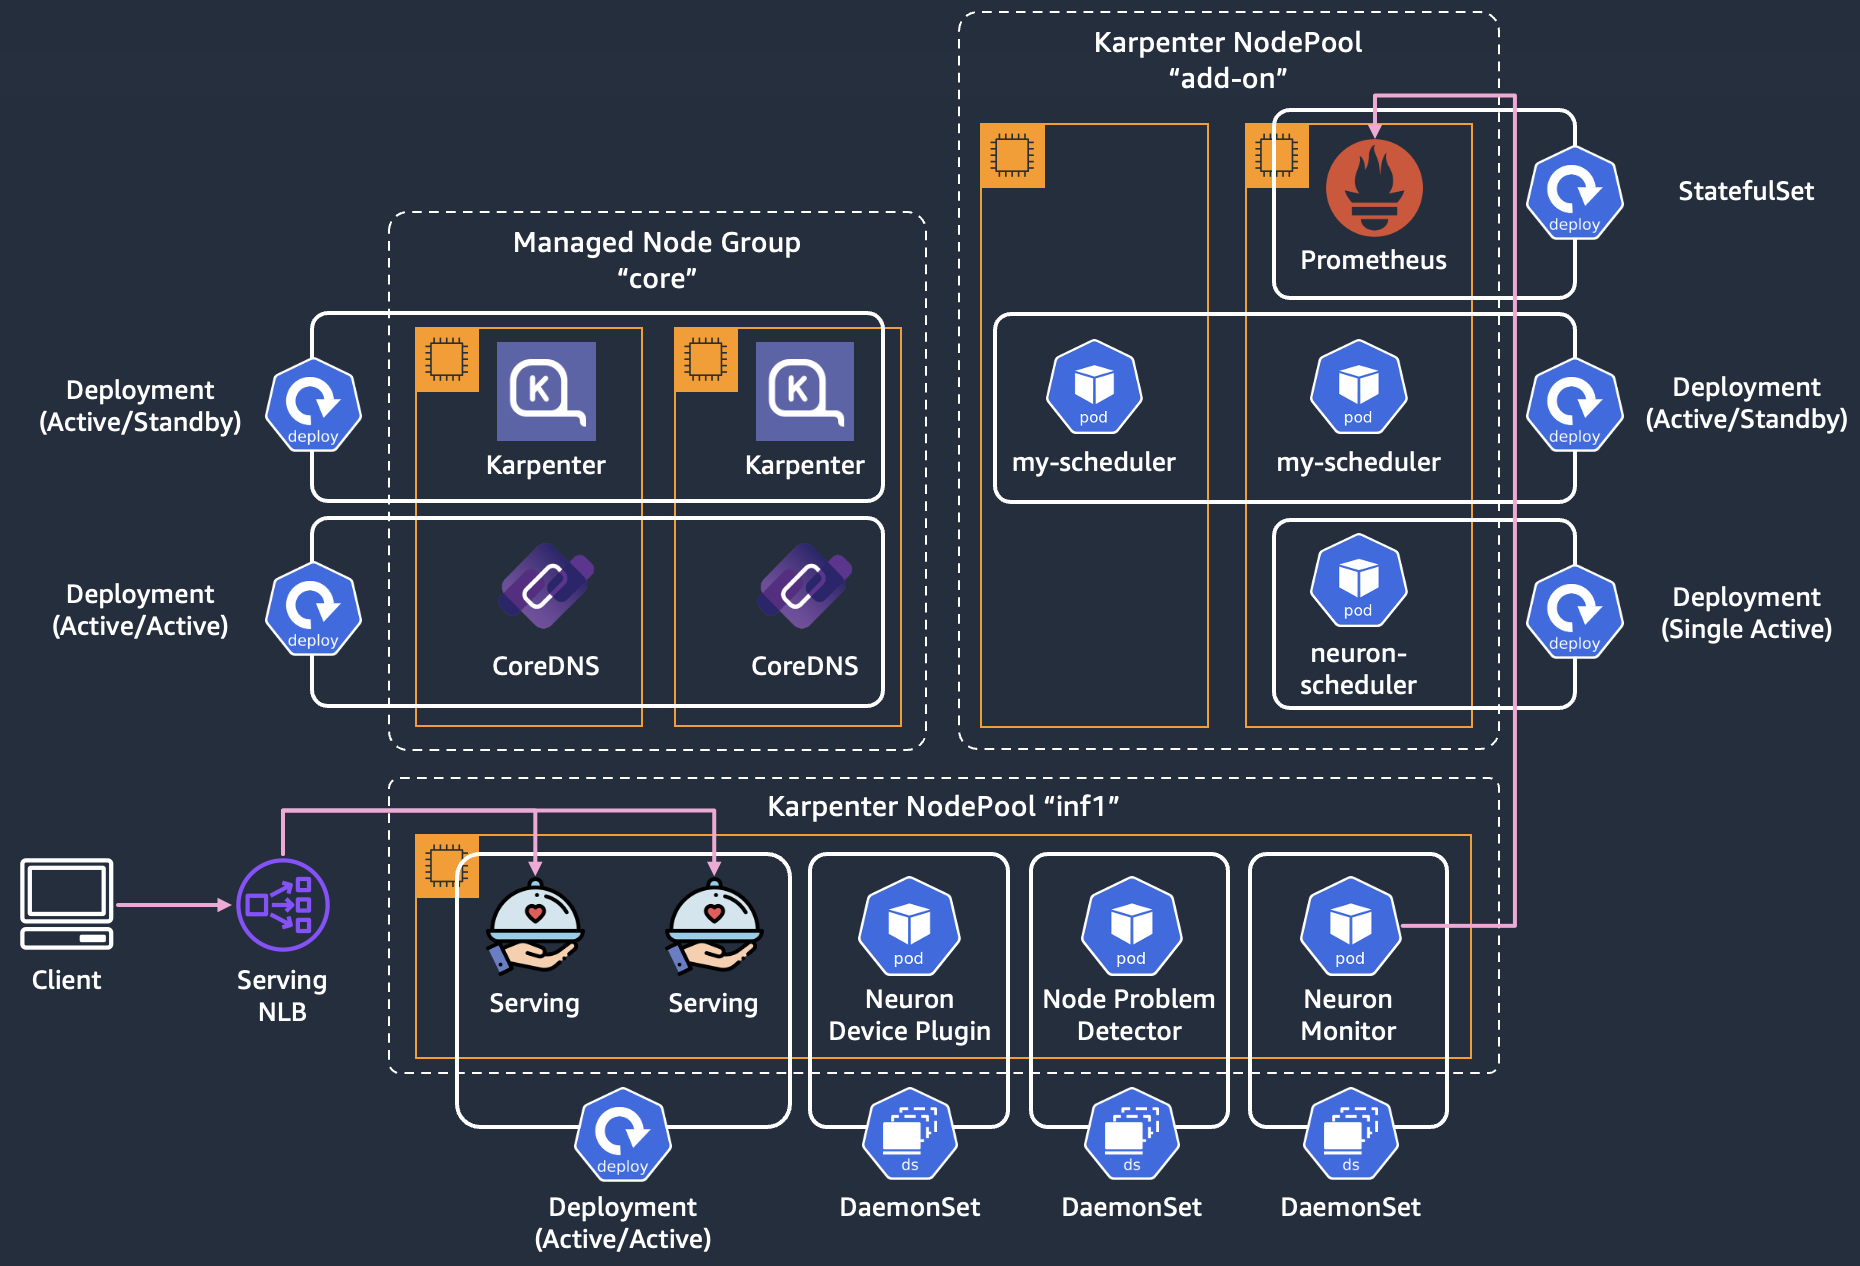 Karpenter NodePool
“add-on”
StatefulSet
deploy
Prometheus
Managed Node Group
“core”
Deployment
(Active/Standby)
deploy
K
Karpenter
K
Karpenter
pod
my-scheduler
pod
my-scheduler
deploy
Deployment
(Active/Standby)
Deployment
(Active/Active)
deploy
CoreDNS
CoreDNS
pod
neuron-
scheduler
deploy
Deployment
(Single Active)
Karpenter NodePool “inf1”
Client
Serving
NLB
Serving
Serving
pod
Neuron
Device Plugin
pod
Node Problem
Detector
pod
Neuron
Monitor
deploy
Deployment
(Active/Active)
ds
DaemonSet
ds
DaemonSet
ds
DaemonSet